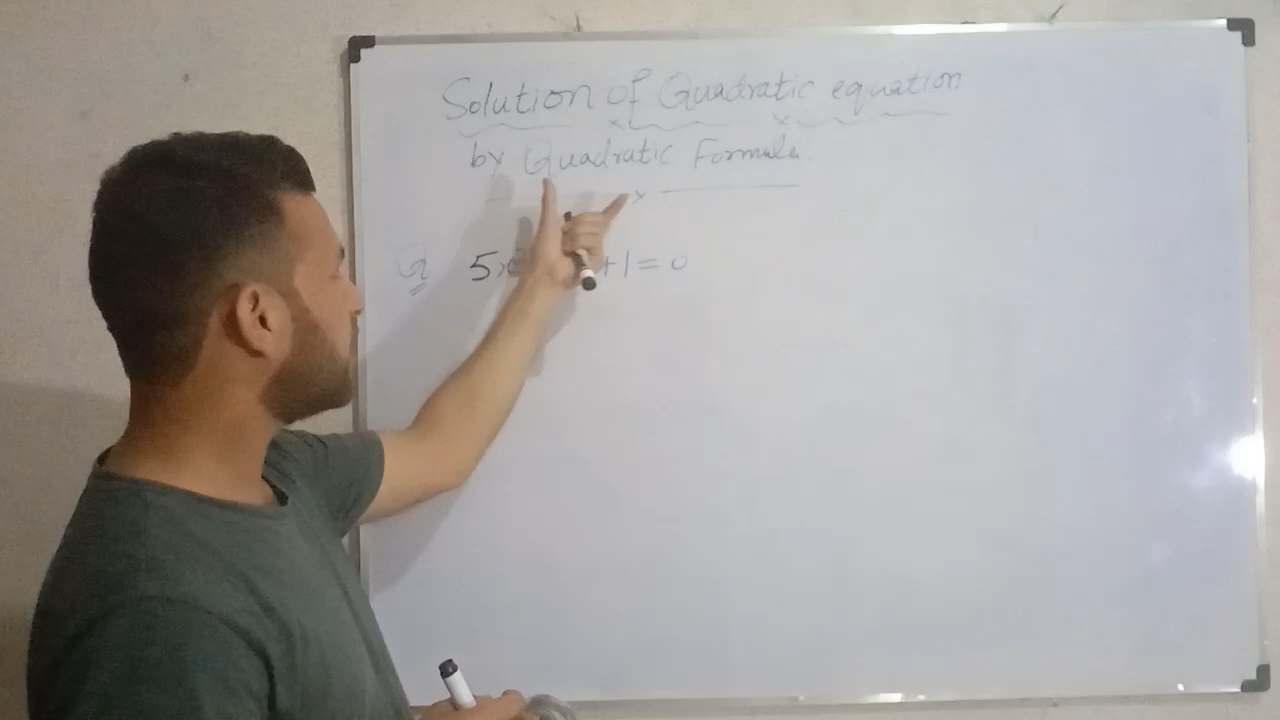 Solution of Quadratic equation
by Quadratic Formula
Q 5x +1=0